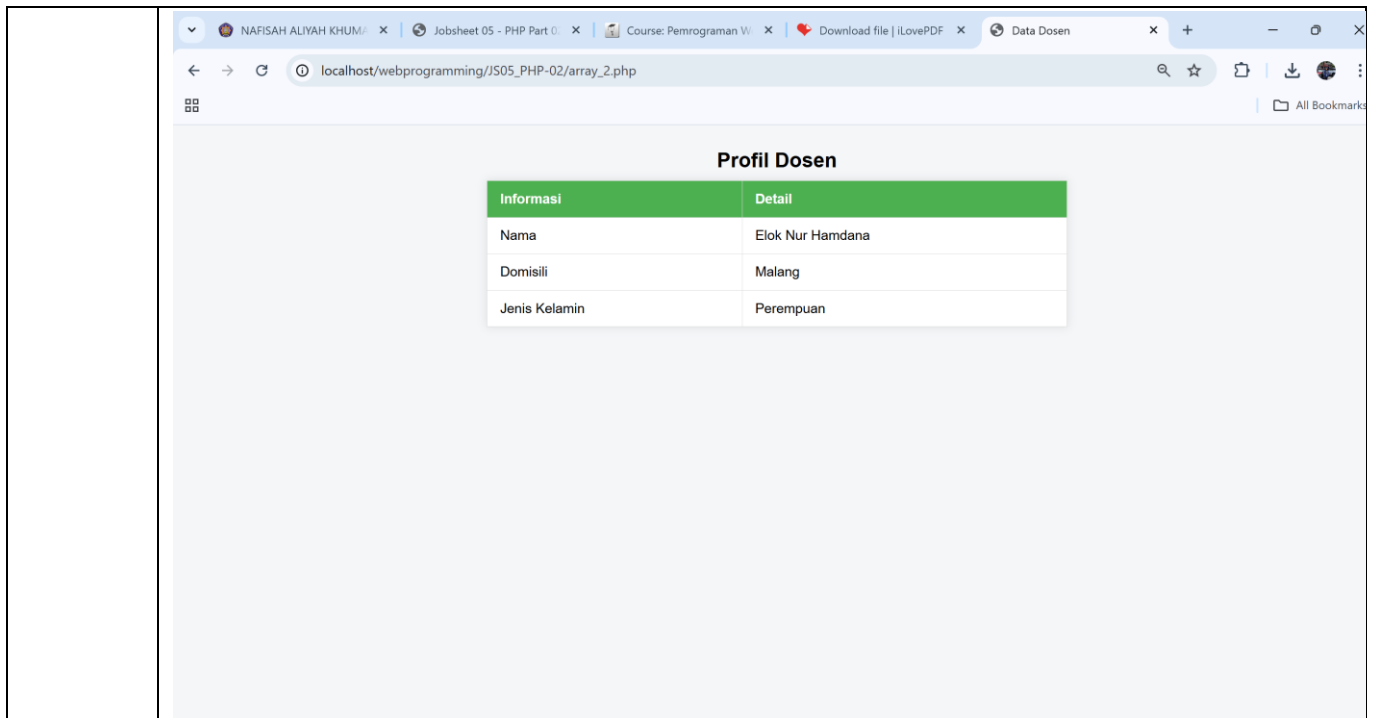 NAFISAH ALIYAH KHUMA
Jobsheet 05 - PHP Part 0
Course: Pemrograman W
Download file | iLovePDF
Data Dosen
localhost/webprogramming/JS05_PHP-02/array_2.php
All Bookmarks
Profil Dosen
Informasi Detail
Nama Elok Nur Hamdana
Domisili Malang
Jenis Kelamin Perempuan